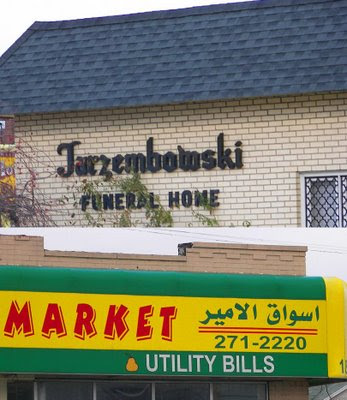 Jarzembowski
FUNERAL HOME
MARKET
اسواق الامير
271-2220
UTILITY BILLS